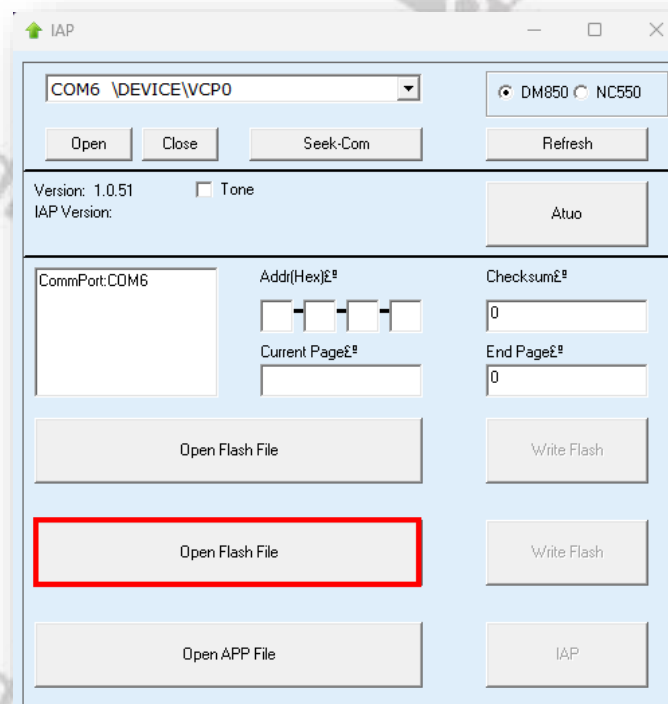 IAP
COM6 \DEVICE\VCP0
DM850 NC550
Open Close Seek-Com Refresh
Version: 1.0.51 Tone
IAP Version:
Atuo
CommPort:COM6
Addr(Hex)£º Checksum£º
0
Current Page£º End Page£º
0
Open Flash File Write Flash
Open Flash File Write Flash
Open APP File IAP